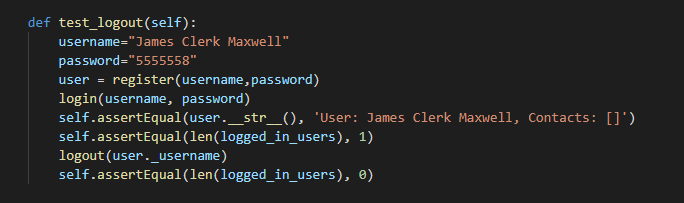 def test_logout(self):
    username="James Clerk Maxwell"
    password="5555558"
    user = register(username,password)
    login(username, password)
    self.assertEqual(user.__str__(), 'User: James Clerk Maxwell, Contacts: []')
    self.assertEqual(len(logged_in_users), 1)
    logout(user._username)
    self.assertEqual(len(logged_in_users), 0)